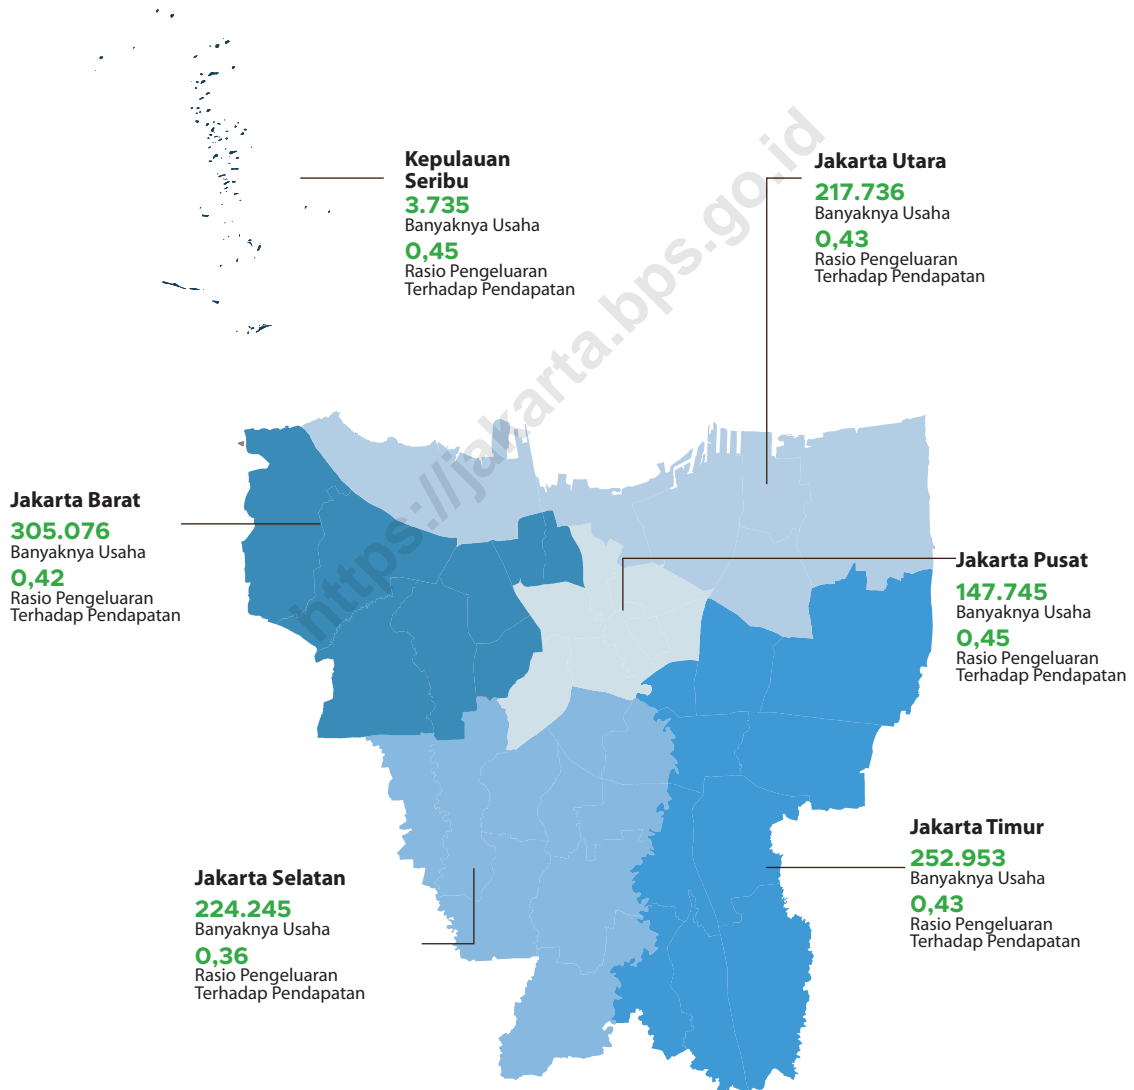 Kepulauan
Seribu
3.735
Banyaknya Usaha
0,45
Rasio Pengeluaran
Terhadap Pendapatan
Jakarta Utara
217.736
Banyaknya Usaha
0,43
Rasio Pengeluaran
Terhadap Pendapatan
https://jakarta.bps.go.id
Jakarta Barat
305.076
Banyaknya Usaha
0,42
Rasio Pengeluaran
Terhadap Pendapatan
Jakarta Pusat
147.745
Banyaknya Usaha
0,45
Rasio Pengeluaran
Terhadap Pendapatan
Jakarta Timur
252.953
Banyaknya Usaha
0,43
Rasio Pengeluaran
Terhadap Pendapatan
Jakarta Selatan
224.245
Banyaknya Usaha
0,36
Rasio Pengeluaran
Terhadap Pendapatan